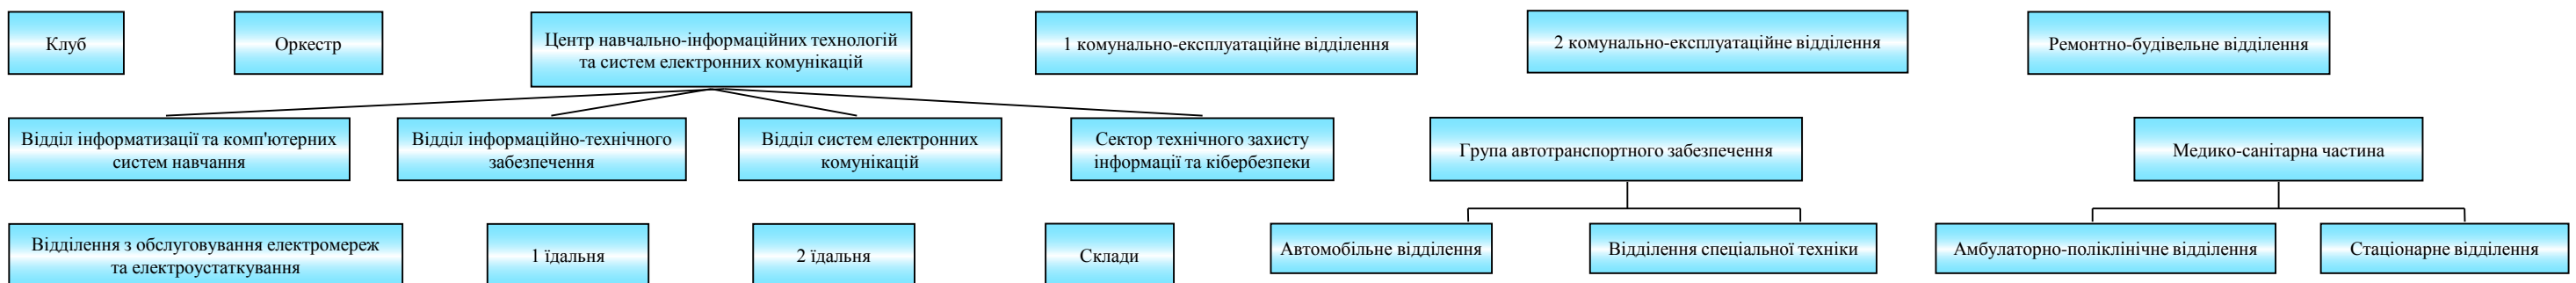 Клуб
Оркестр
Центр навчально-інформаційних технологій
та систем електронних комунікацій
1 комунально-експлуатаційне відділення
2 комунально-експлуатаційне відділення
Ремонтно-будівельне відділення
Відділ інформатизації та комп'ютерних
систем навчання
Відділ інформаційно-технічного
забезпечення
Відділ систем електронних
комунікацій
Сектор технічного захисту
інформації та кібербезпеки
Група автотранспортного забезпечення
Медико-санітарна частина
Відділення з обслуговування електромереж
та електроустаткування
1 їдальня
2 їдальня
Склади
Автомобільне відділення
Відділення спеціальної техніки
Амбулаторно-поліклінічне відділення
Стаціонарне відділення